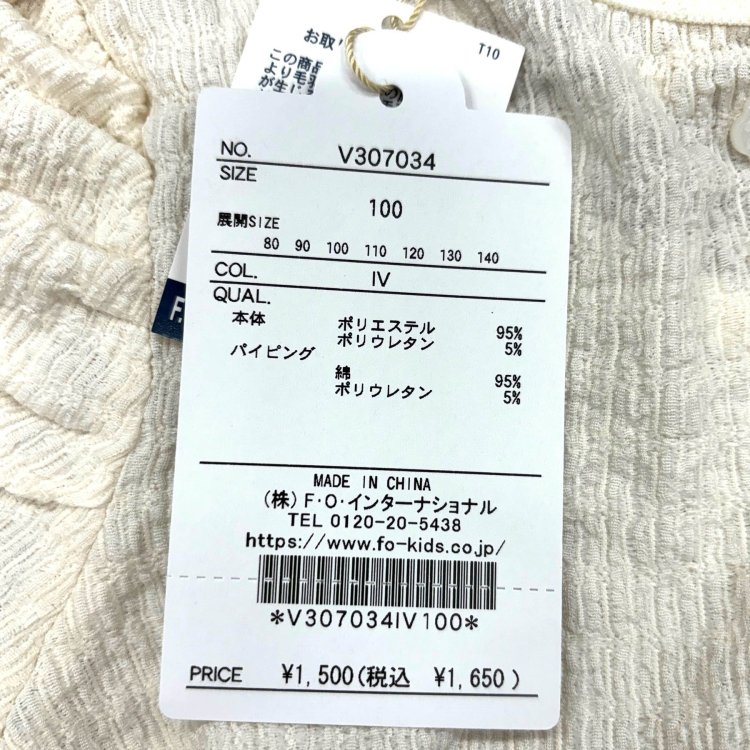 お取
T10
この商品
より毛
が生じ
F.
NO. V307034
SIZE
100
展開SIZE
80 90 100 110 120 130 140
COL. IV
QUAL.
本体 ポリエステル 95%
ポリウレタン 5%
パイピング
綿 95%
ポリウレタン 5%
MADE IN CHINA
(株)F・O・インターナショナル
TEL 0120-20-5438
https://www.fo-kids.co.jp/
*V307034IV100*
PRICE ¥1,500(税込 ¥1,650)